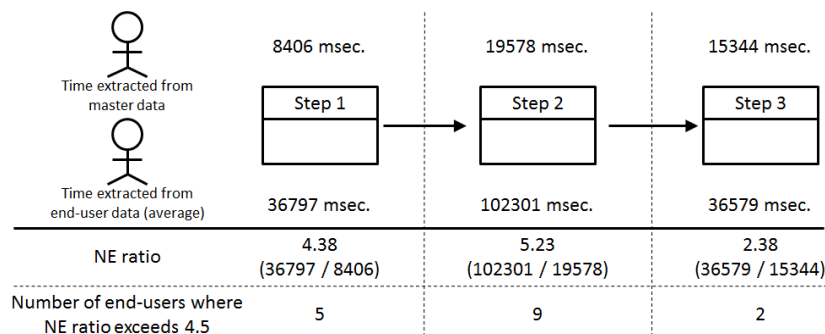 8406 msec. 19578 msec. 15344 msec.
Time extracted from
master data
Step 1 Step 2 Step 3
Time extracted from
end-user data (average)
36797 msec. 102301 msec. 36579 msec.
NE ratio
4.38 5.23 2.38
(36797 / 8406) (102301 / 19578) (36579 / 15344)
Number of end-users where
NE ratio exceeds 4.5
5 9 2